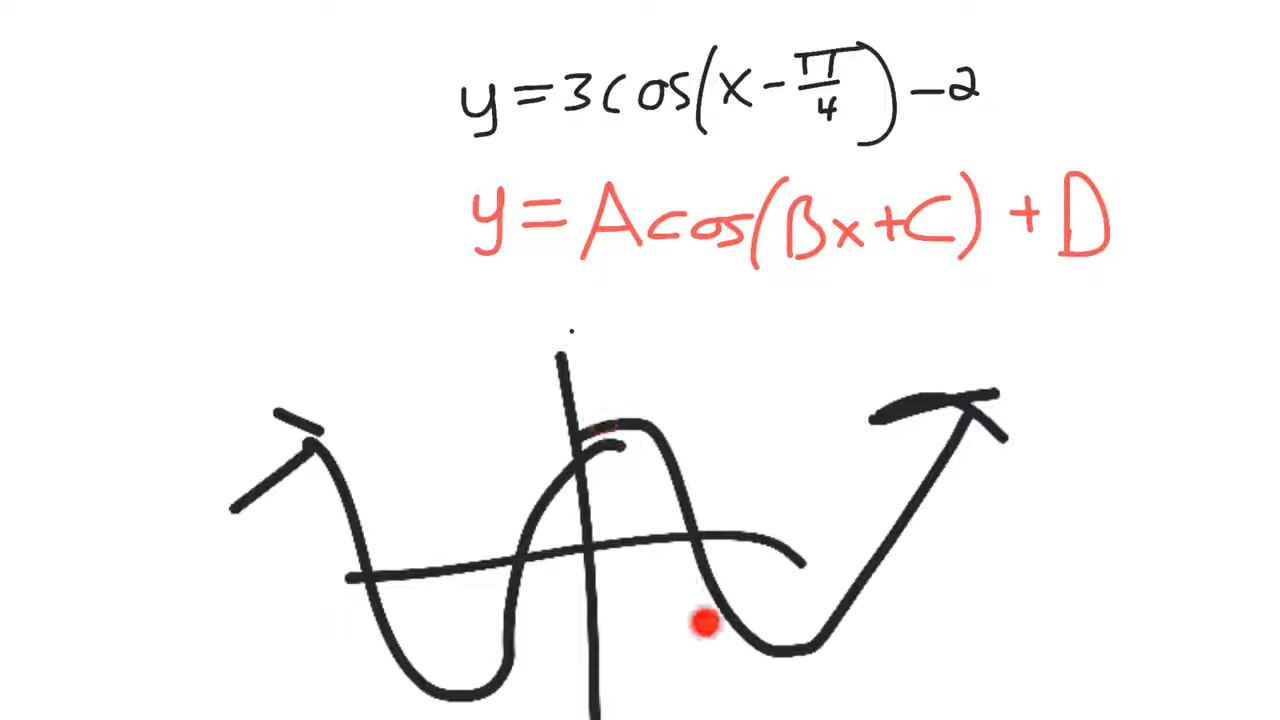 y = 3cos(x - π/4) - 2
y = Acos(Bx + C) + D